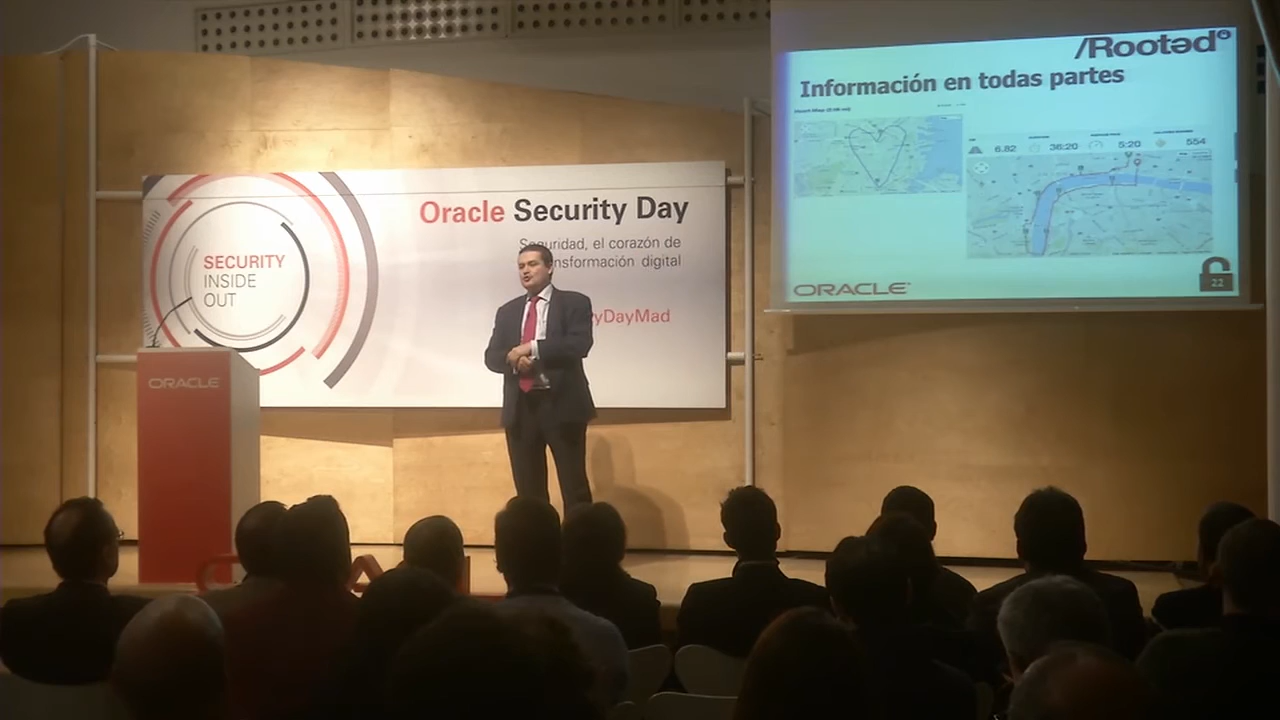 Oracle Security Day
Seguridad, el corazón de
nsformación digital
yDayMad
SECURITY
INSIDE
OUT
ORACLE
/Rooted®
Información en todas partes
6.82
36:20
5:20
554
ORACLE
22